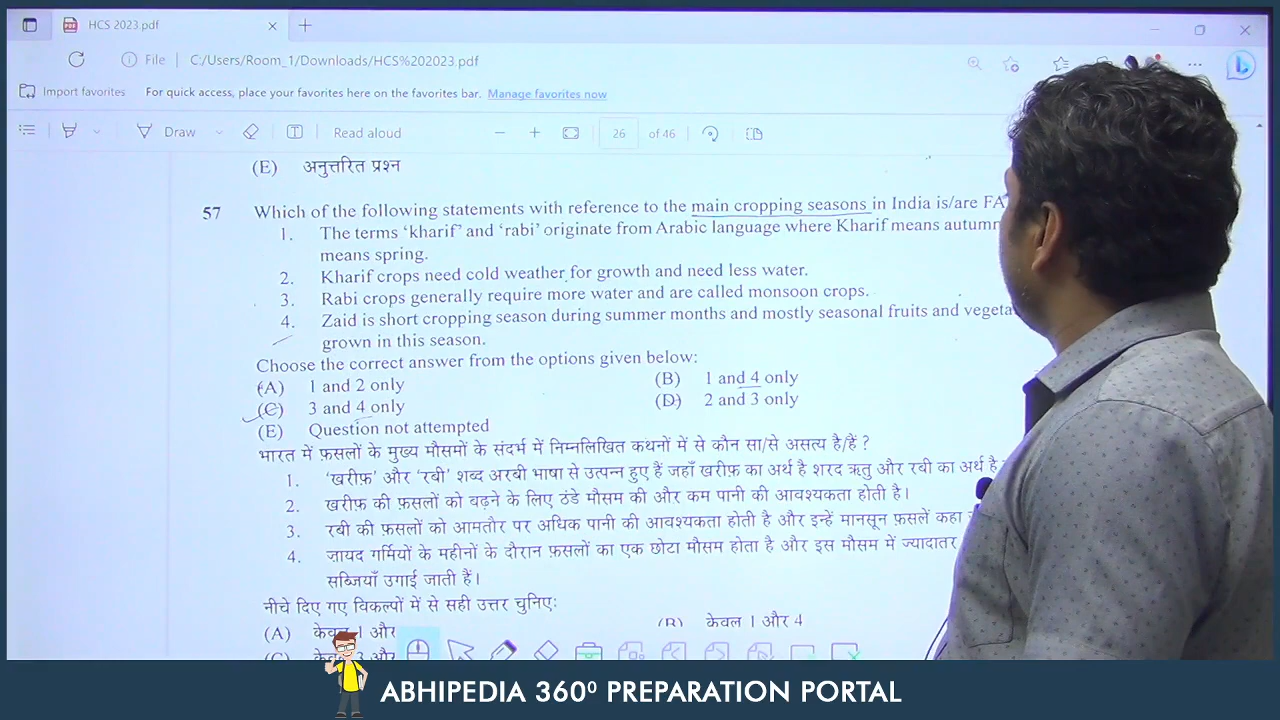 HCS 2023.pdf
File C:/Users/Room_1/Downloads/HCS%202023.pdf
Import favorites For quick access, place your favorites here on the favorites bar. Manage favorites now
Draw Read aloud 26 of 46
(E) अनुत्तरित प्रश्न
57 Which of the following statements with reference to the main cropping seasons in India is/are
1. The terms 'kharif' and 'rabi' originate from Arabic language where Kharif means autumn
means spring.
2. Kharif crops need cold weather for growth and need less water.
3. Rabi crops generally require more water and are called monsoon crops.
4. Zaid is short cropping season during summer months and mostly seasonal fruits and
grown in this season.
Choose the correct answer from the options given below:
(A) 1 and 2 only (B) 1 and 4 only
(C) 3 and 4 only (D) 2 and 3 only
(E) Question not attempted
भारत में फ़सलों के मुख्य मौसमों के संदर्भ में निम्नलिखित कथनों में से कौन सा/से असत्य है/हैं ?
1. 'खरीफ़' और 'रबी' शब्द अरबी भाषा से उत्पन्न हुए हैं जहाँ खरीफ़ का अर्थ है शरद ऋतु और रबी का अर्थ है
2. खरीफ़ की फ़सलों को बढ़ने के लिए ठंडे मौसम की और कम पानी की आवश्यकता होती है।
3. रबी की फ़सलों को आमतौर पर अधिक पानी की आवश्यकता होती है और इन्हें मानसून फ़सलें कहा
4. ज़ायद गर्मियों के महीनों के दौरान फ़सलों का एक छोटा मौसम होता है और इस मौसम में ज्यादातर
सब्जियाँ उगाई जाती हैं।
नीचे दिए गए विकल्पों में से सही उत्तर चुनिए:
(A) केवल 1 और (B) केवल 1 और 4
ABHIPEDIA 360⁰ PREPARATION PORTAL